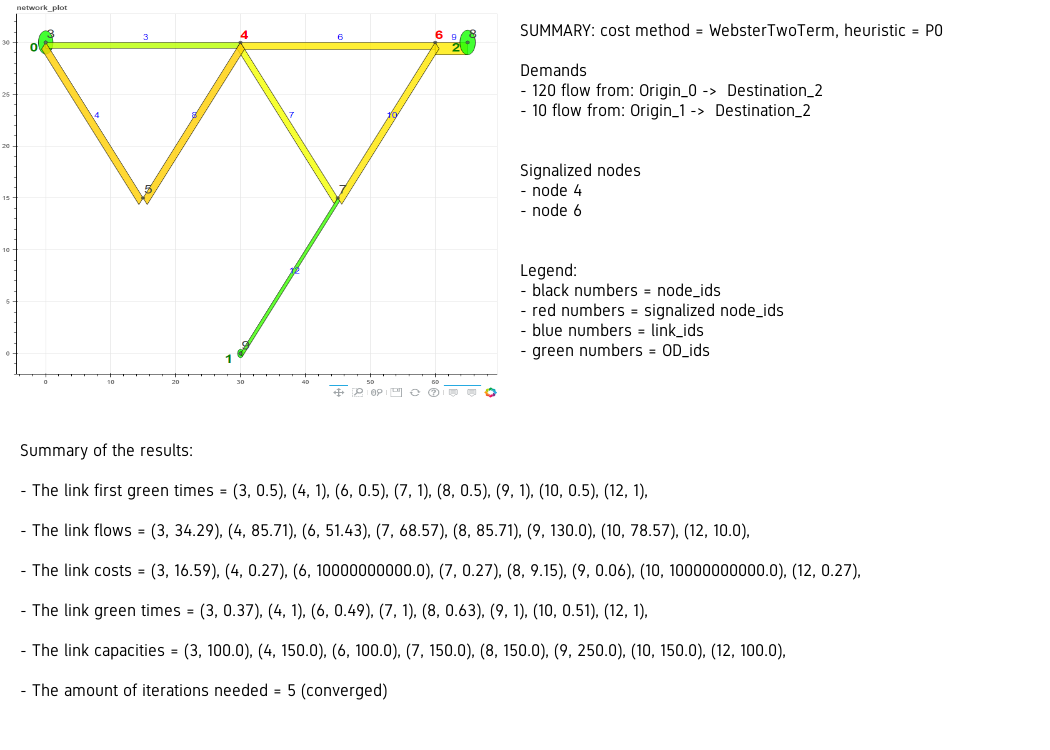 network_plot
3
3
4
6
6
9
8
0
2
30
4
8
7
10
25
20
5
7
15
12
10
5
9
1
0
0
10
20
30
40
50
60
SUMMARY: cost method = WebsterTwoTerm, heuristic = P0
Demands
- 120 flow from: Origin_0 -> Destination_2
- 10 flow from: Origin_1 -> Destination_2
Signalized nodes
- node 4
- node 6
Legend:
- black numbers = node_ids
- red numbers = signalized node_ids
- blue numbers = link_ids
- green numbers = OD_ids
Summary of the results:
- The link first green times = (3, 0.5), (4, 1), (6, 0.5), (7, 1), (8, 0.5), (9, 1), (10, 0.5), (12, 1),
- The link flows = (3, 34.29), (4, 85.71), (6, 51.43), (7, 68.57), (8, 85.71), (9, 130.0), (10, 78.57), (12, 10.0),
- The link costs = (3, 16.59), (4, 0.27), (6, 10000000000.0), (7, 0.27), (8, 9.15), (9, 0.06), (10, 10000000000.0), (12, 0.27),
- The link green times = (3, 0.37), (4, 1), (6, 0.49), (7, 1), (8, 0.63), (9, 1), (10, 0.51), (12, 1),
- The link capacities = (3, 100.0), (4, 150.0), (6, 100.0), (7, 150.0), (8, 150.0), (9, 250.0), (10, 150.0), (12, 100.0),
- The amount of iterations needed = 5 (converged)